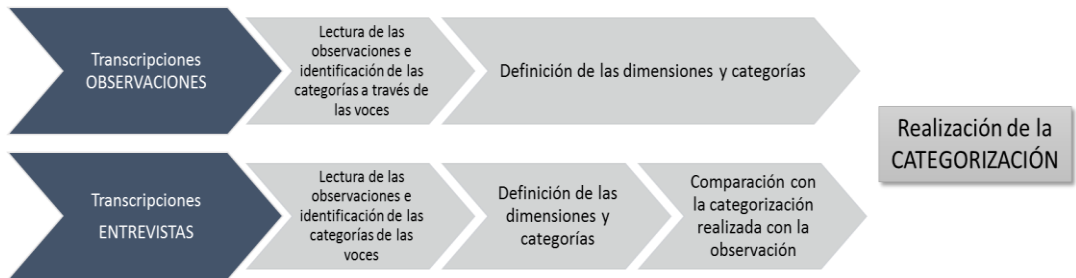 Transcripciones
OBSERVACIONES
Lectura de las
observaciones e
identificación de las
categorías a través de
las voces
Definición de las dimensiones y categorías
Transcripciones
ENTREVISTAS
Lectura de las
observaciones e
identificación de las
categorías de las
voces
Definición de las
dimensiones y
categorías
Comparación con
la categorización
realizada con la
observación
Realización de la
CATEGORIZACIÓN